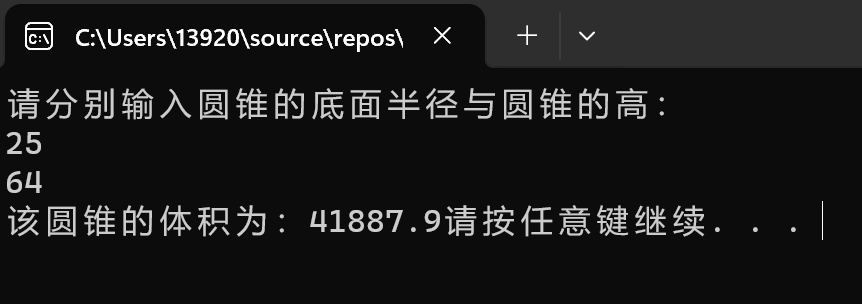 C:\Users\13920\source\repos\
请分别输入圆锥的底面半径与圆锥的高：
25
64
该圆锥的体积为：41887.9请按任意键继续. . .